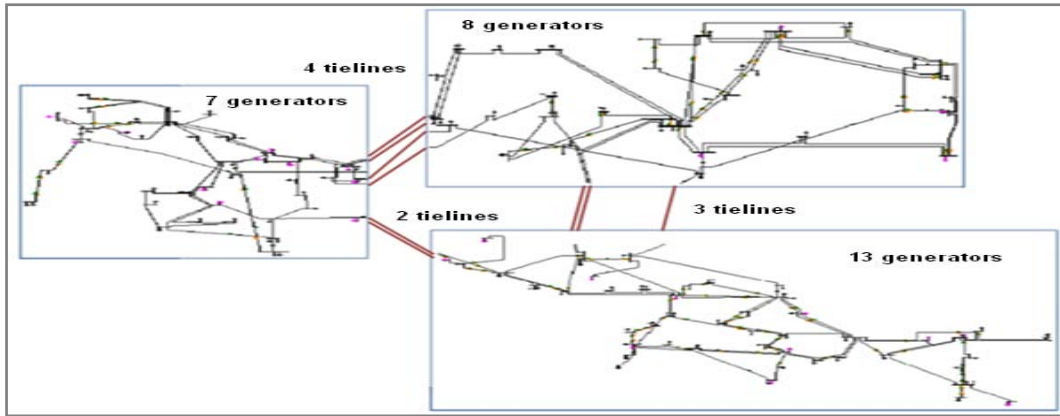 8 generators
4 tielines
7 generators
2 tielines
3 tielines
13 generators